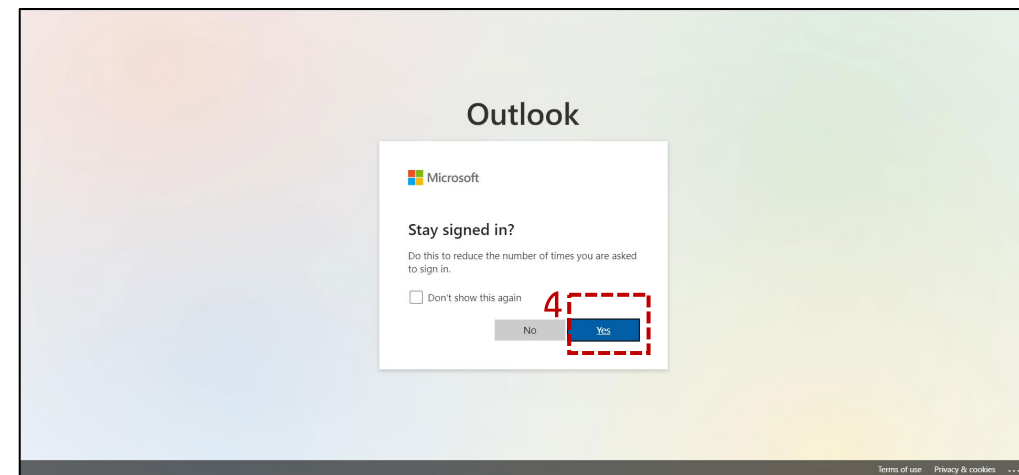 Outlook
Microsoft
Stay signed in?
Do this to reduce the number of times you are asked
to sign in.
Don't show this again
4
No
Yes
Terms of use Privacy & cookies ...